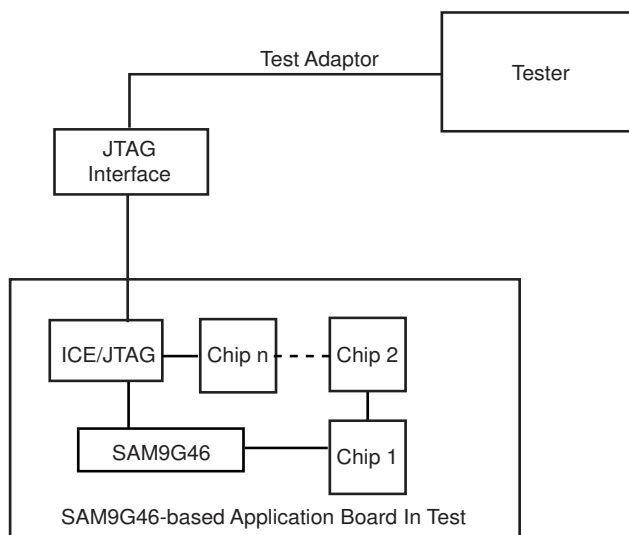 Test Adaptor
Tester
JTAG
Interface
ICE/JTAG
Chip n
Chip 2
SAM9G46
Chip 1
SAM9G46-based Application Board In Test